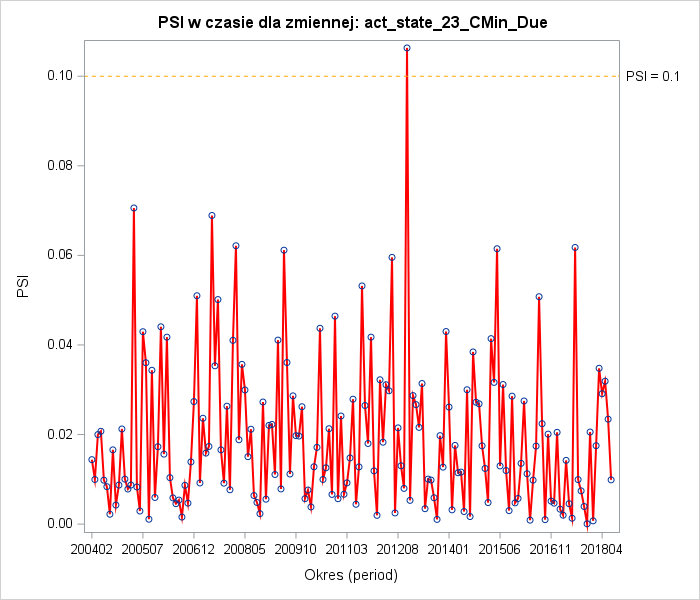 PSI w czasie dla zmiennej: act_state_23_CMin_Due
0.10
PSI = 0.1
0.08
0.06
PSI
0.04
0.02
0.00
200402 200507 200612 200805 200910 201103 201208 201401 201506 201611 201804
Okres (period)